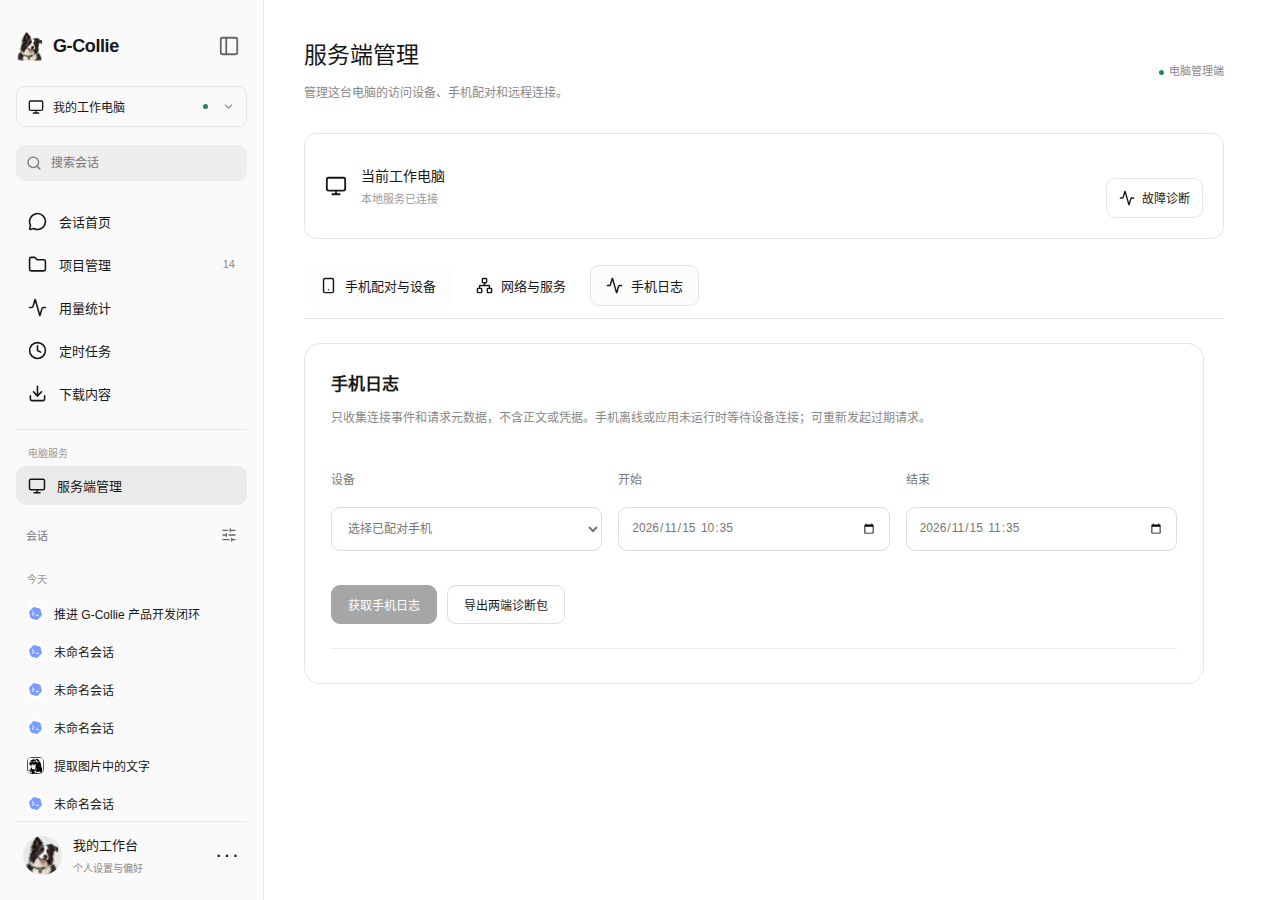 G-Collie
我的工作电脑
搜索会话
会话首页
项目管理 14
用量统计
定时任务
下载内容
电脑服务
服务端管理
会话
今天
推进 G-Collie 产品开发闭环
未命名会话
未命名会话
未命名会话
提取图片中的文字
未命名会话
我的工作台
个人设置与偏好
服务端管理
管理这台电脑的访问设备、手机配对和远程连接。
电脑管理端
当前工作电脑
本地服务已连接
故障诊断
手机配对与设备 网络与服务 手机日志
手机日志
只收集连接事件和请求元数据，不含正文或凭据。手机离线或应用未运行时等待设备连接；可重新发起过期请求。
设备 开始 结束
选择已配对手机 2026/11/15 10:35 2026/11/15 11:35
获取手机日志 导出两端诊断包